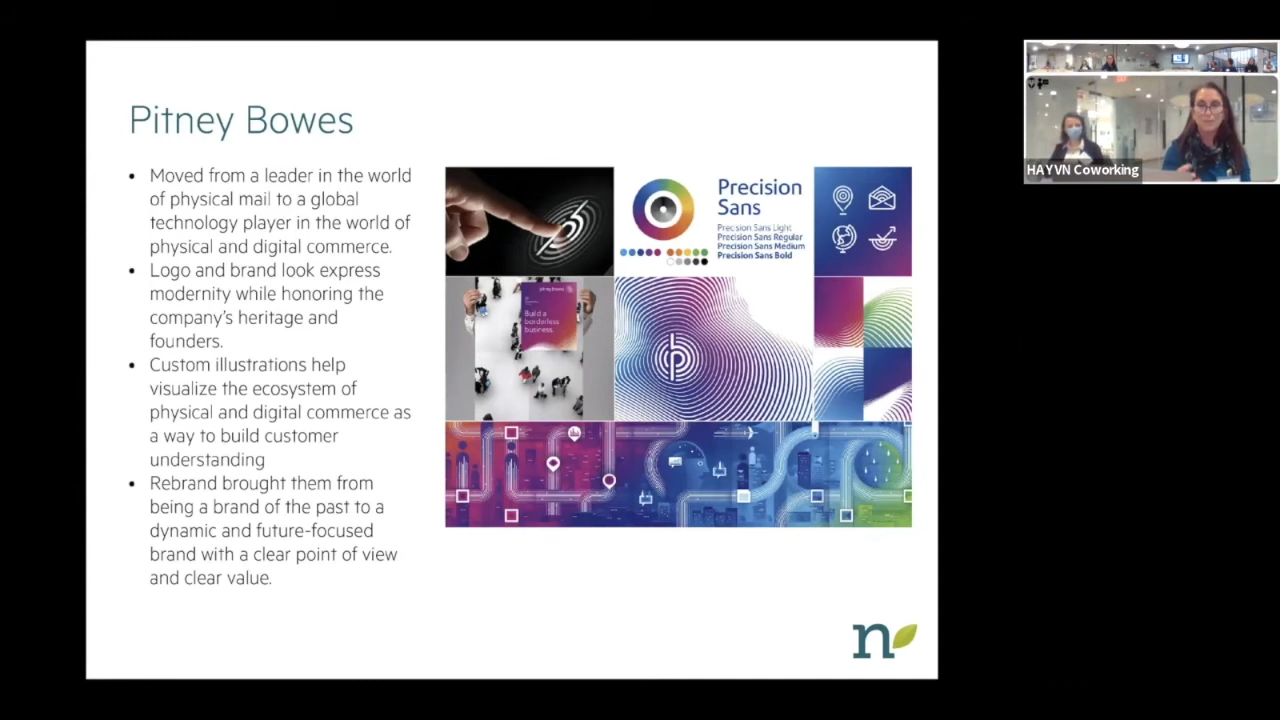 Pitney Bowes
• Moved from a leader in the world
of physical mail to a global
technology player in the world of
physical and digital commerce.
• Logo and brand look express
modernity while honoring the
company's heritage and
founders.
• Custom illustrations help
visualize the ecosystem of
physical and digital commerce as
a way to build customer
understanding
• Rebrand brought them from
being a brand of the past to a
dynamic and future-focused
brand with a clear point of view
and clear value.
Precision
Sans
Precision Sans Light
Precision Sans Regular
Precision Sans Medium
Precision Sans Bold
pitney bowes
Build a
borderless
business.
n
HAYVN Coworking